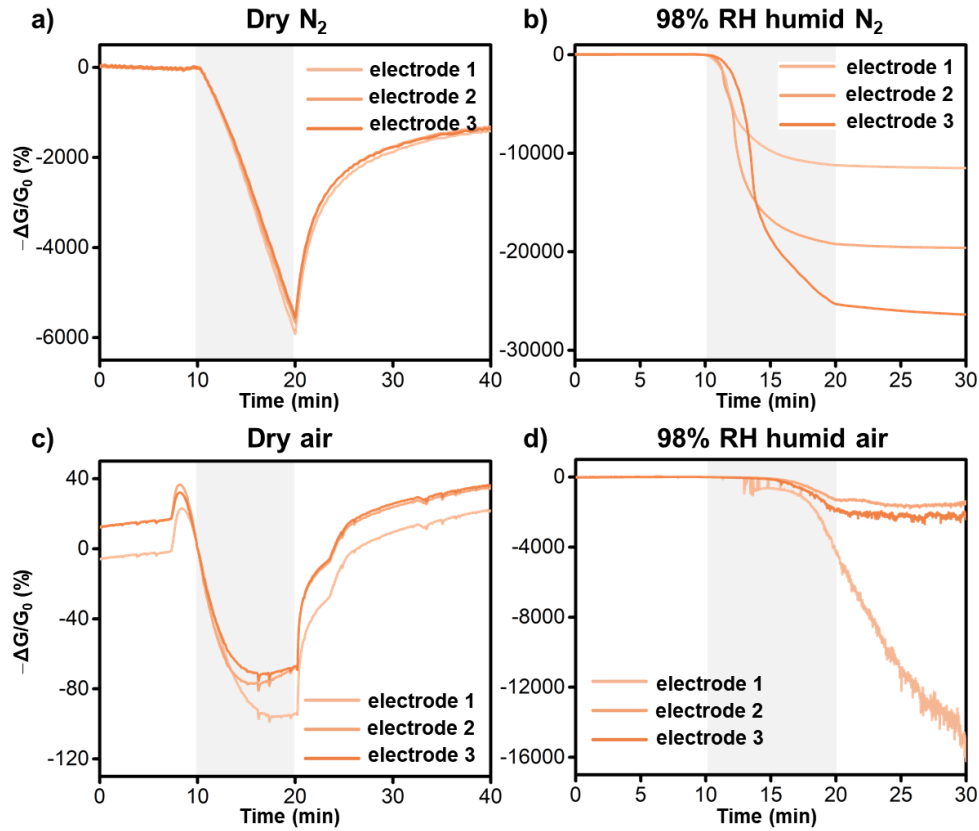 a) Dry N₂
0
-2000
-4000
-6000
−ΔG/G₀ (%)
electrode 1
electrode 2
electrode 3
0 10 20 30 40
Time (min)
b) 98% RH humid N₂
0
-10000
-20000
-30000
electrode 1
electrode 2
electrode 3
0 5 10 15 20 25 30
Time (min)
c) Dry air
40
0
-40
-80
-120
−ΔG/G₀ (%)
electrode 1
electrode 2
electrode 3
0 10 20 30 40
Time (min)
d) 98% RH humid air
0
-4000
-8000
-12000
-16000
electrode 1
electrode 2
electrode 3
0 5 10 15 20 25 30
Time (min)